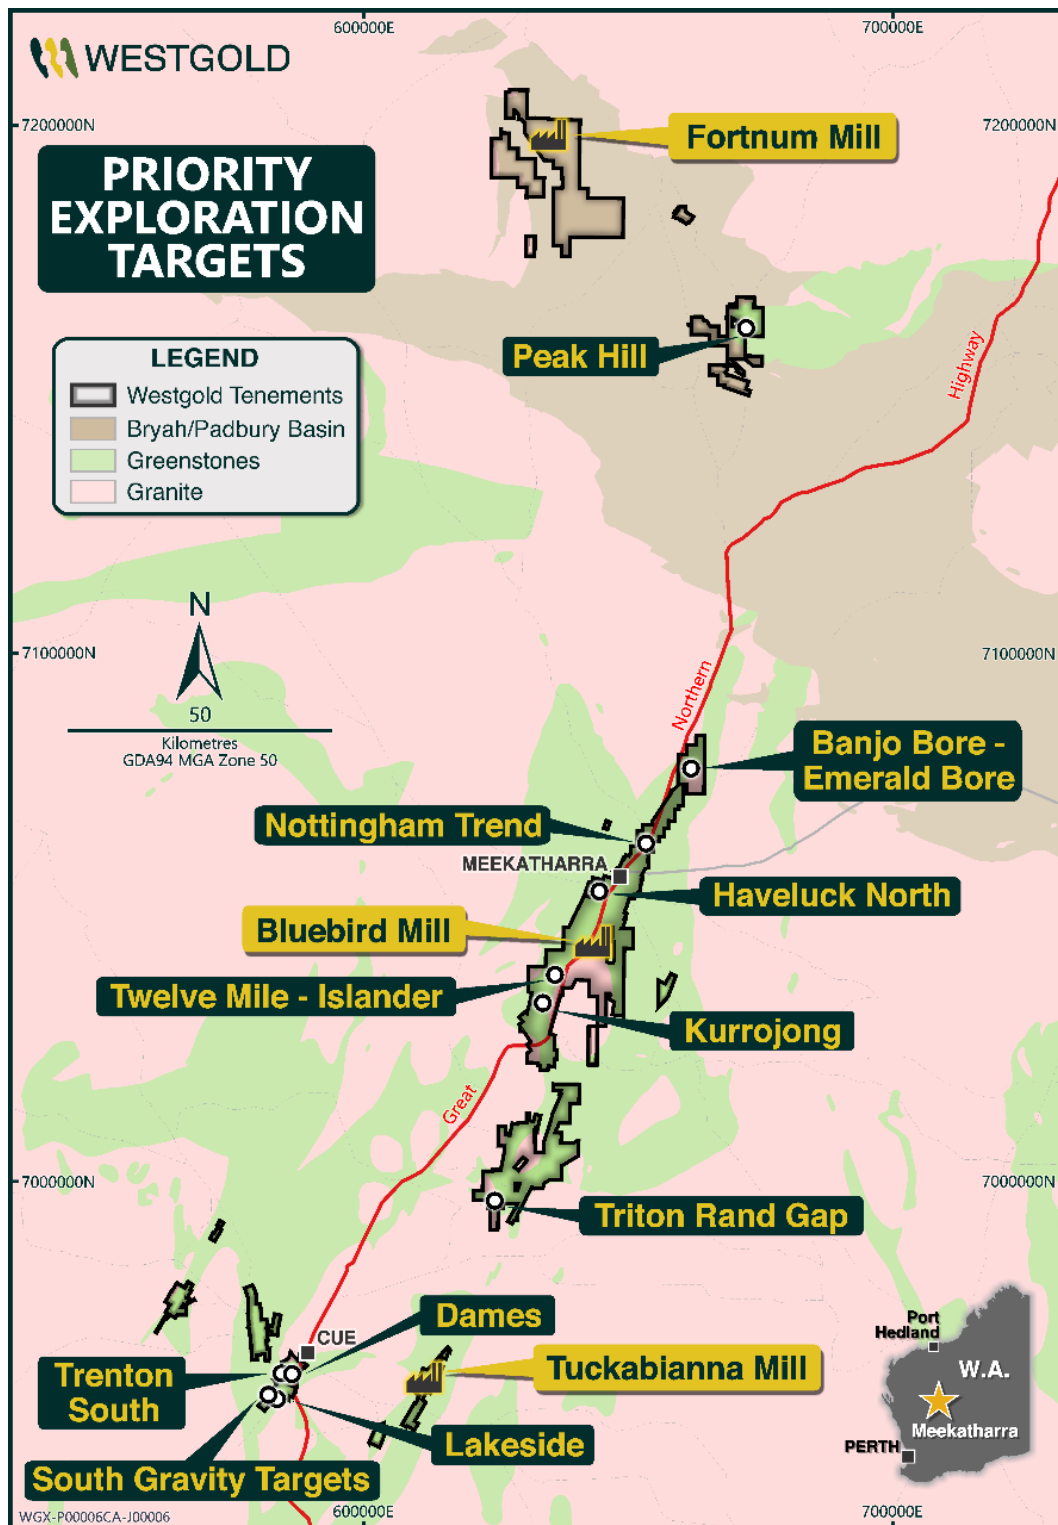 600000E
700000E
WESTGOLD
7200000N
7200000N
Fortnum Mill
PRIORITY
EXPLORATION
TARGETS
Peak Hill
LEGEND
Westgold Tenements
Bryah/Padbury Basin
Greenstones
Granite
Highway
N
7100000N
7100000N
50
Kilometres
GDA94 MGA Zone 50
Northern
Banjo Bore -
Emerald Bore
Nottingham Trend
MEEKATHARRA
Haveluck North
Bluebird Mill
Twelve Mile - Islander
Kurrojong
Great
7000000N
7000000N
Triton Rand Gap
Dames
CUE
Trenton
South
Tuckabianna Mill
Lakeside
South Gravity Targets
Port
Hedland
W.A.
Meekatharra
PERTH
WGX-P00006CA-J00006
600000E
700000E